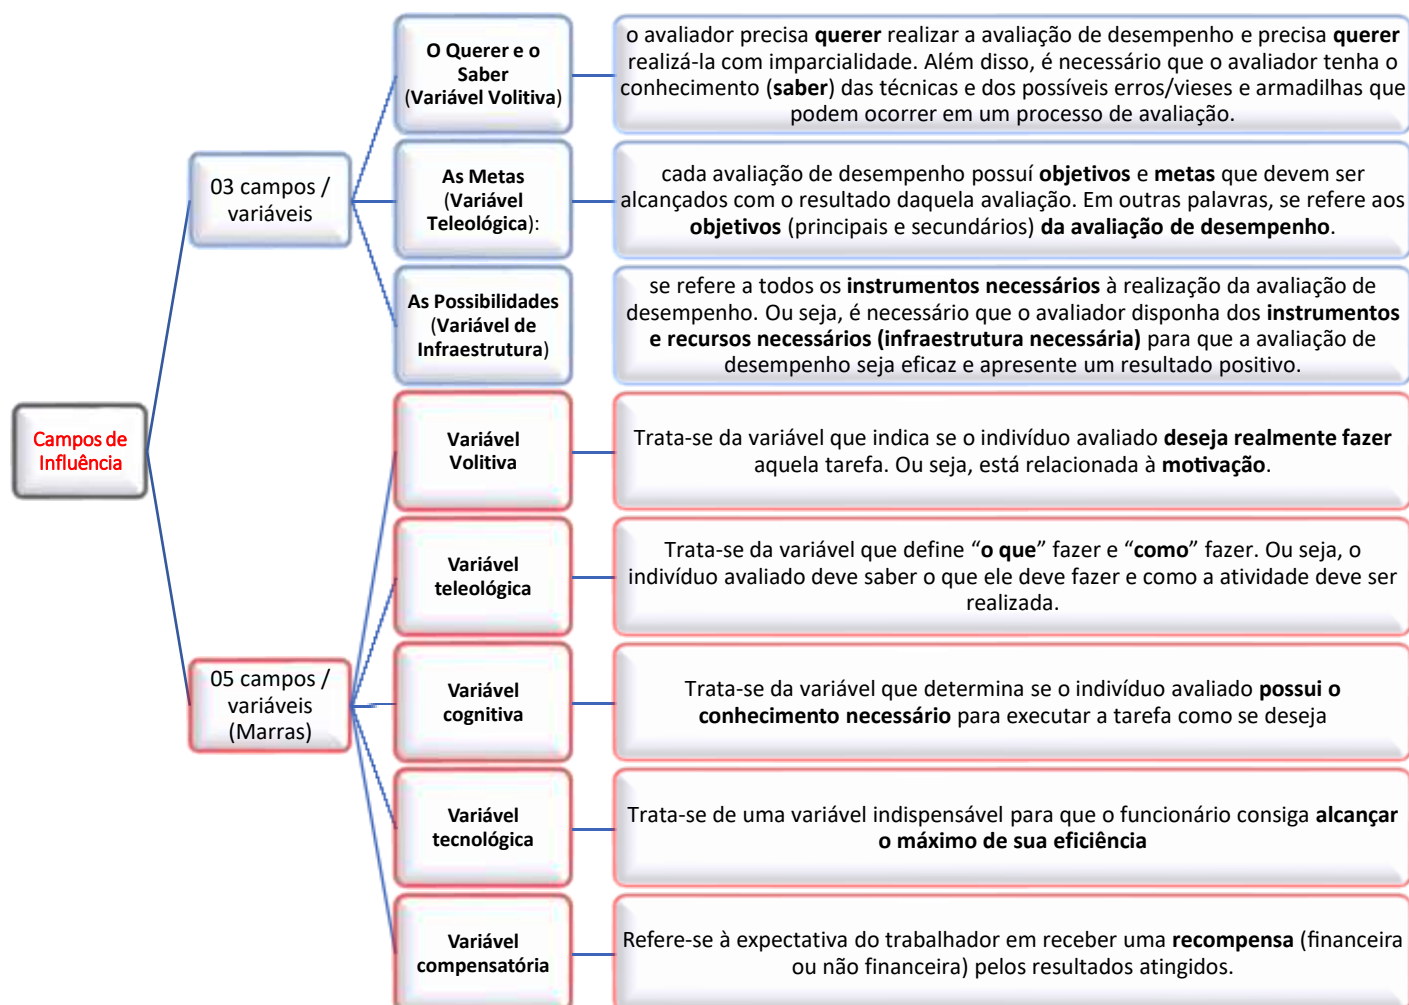 Campos de
Influência
03 campos /
variáveis
O Querer e o
Saber
(Variável Volitiva)
o avaliador precisa querer realizar a avaliação de desempenho e precisa querer
realizá-la com imparcialidade. Além disso, é necessário que o avaliador tenha o
conhecimento (saber) das técnicas e dos possíveis erros/vieses e armadilhas que
podem ocorrer em um processo de avaliação.
As Metas
(Variável
Teleológica):
cada avaliação de desempenho possuí objetivos e metas que devem ser
alcançados com o resultado daquela avaliação. Em outras palavras, se refere aos
objetivos (principais e secundários) da avaliação de desempenho.
As Possibilidades
(Variável de
Infraestrutura)
se refere a todos os instrumentos necessários à realização da avaliação de
desempenho. Ou seja, é necessário que o avaliador disponha dos instrumentos
e recursos necessários (infraestrutura necessária) para que a avaliação de
desempenho seja eficaz e apresente um resultado positivo.
05 campos /
variáveis
(Marras)
Variável
Volitiva
Trata-se da variável que indica se o indivíduo avaliado deseja realmente fazer
aquela tarefa. Ou seja, está relacionada à motivação.
Variável
teleológica
Trata-se da variável que define “o que” fazer e “como” fazer. Ou seja, o
indivíduo avaliado deve saber o que ele deve fazer e como a atividade deve ser
realizada.
Variável
cognitiva
Trata-se da variável que determina se o indivíduo avaliado possui o
conhecimento necessário para executar a tarefa como se deseja
Variável
tecnológica
Trata-se de uma variável indispensável para que o funcionário consiga alcançar
o máximo de sua eficiência
Variável
compensatória
Refere-se à expectativa do trabalhador em receber uma recompensa (financeira
ou não financeira) pelos resultados atingidos.